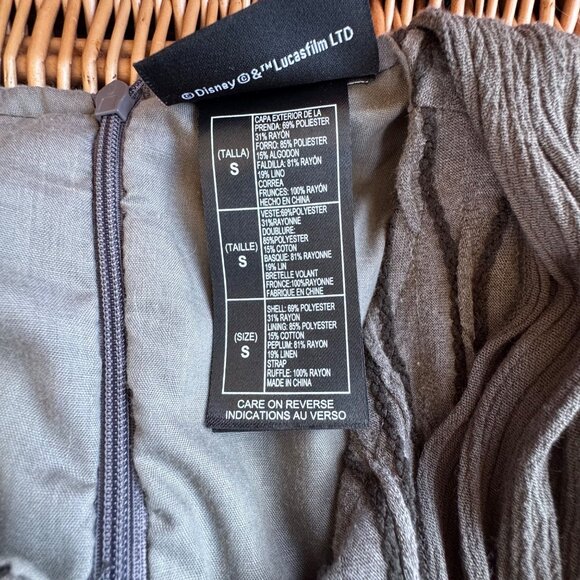 ©Disney ©&™Lucasfilm LTD
(TALLA)
S
CAPA EXTERIOR DE LA
PRENDA: 69% POLIESTER
31% RAYÓN
FORRO: 85% POLIESTER
15% ALGODON
FALDILLA: 81% RAYÓN
19% LINO
CORREA
FRUNCES: 100% RAYÓN
HECHO EN CHINA
(TAILLE)
S
VESTE:69%POLYESTER
31%RAYONNE
DOUBLURE:
85%POLYESTER
15% COTON
BASQUE: 81% RAYONNE
19% LIN
BRETELLE VOLANT
FRONCE:100%RAYONNE
FABRIQUE EN CHINE
(SIZE)
S
SHELL: 69% POLYESTER
31% RAYON
LINING: 85% POLYESTER
15% COTTON
PEPLUM: 81% RAYON
19% LINEN
STRAP
RUFFLE: 100% RAYON
MADE IN CHINA
CARE ON REVERSE
INDICATIONS AU VERSO